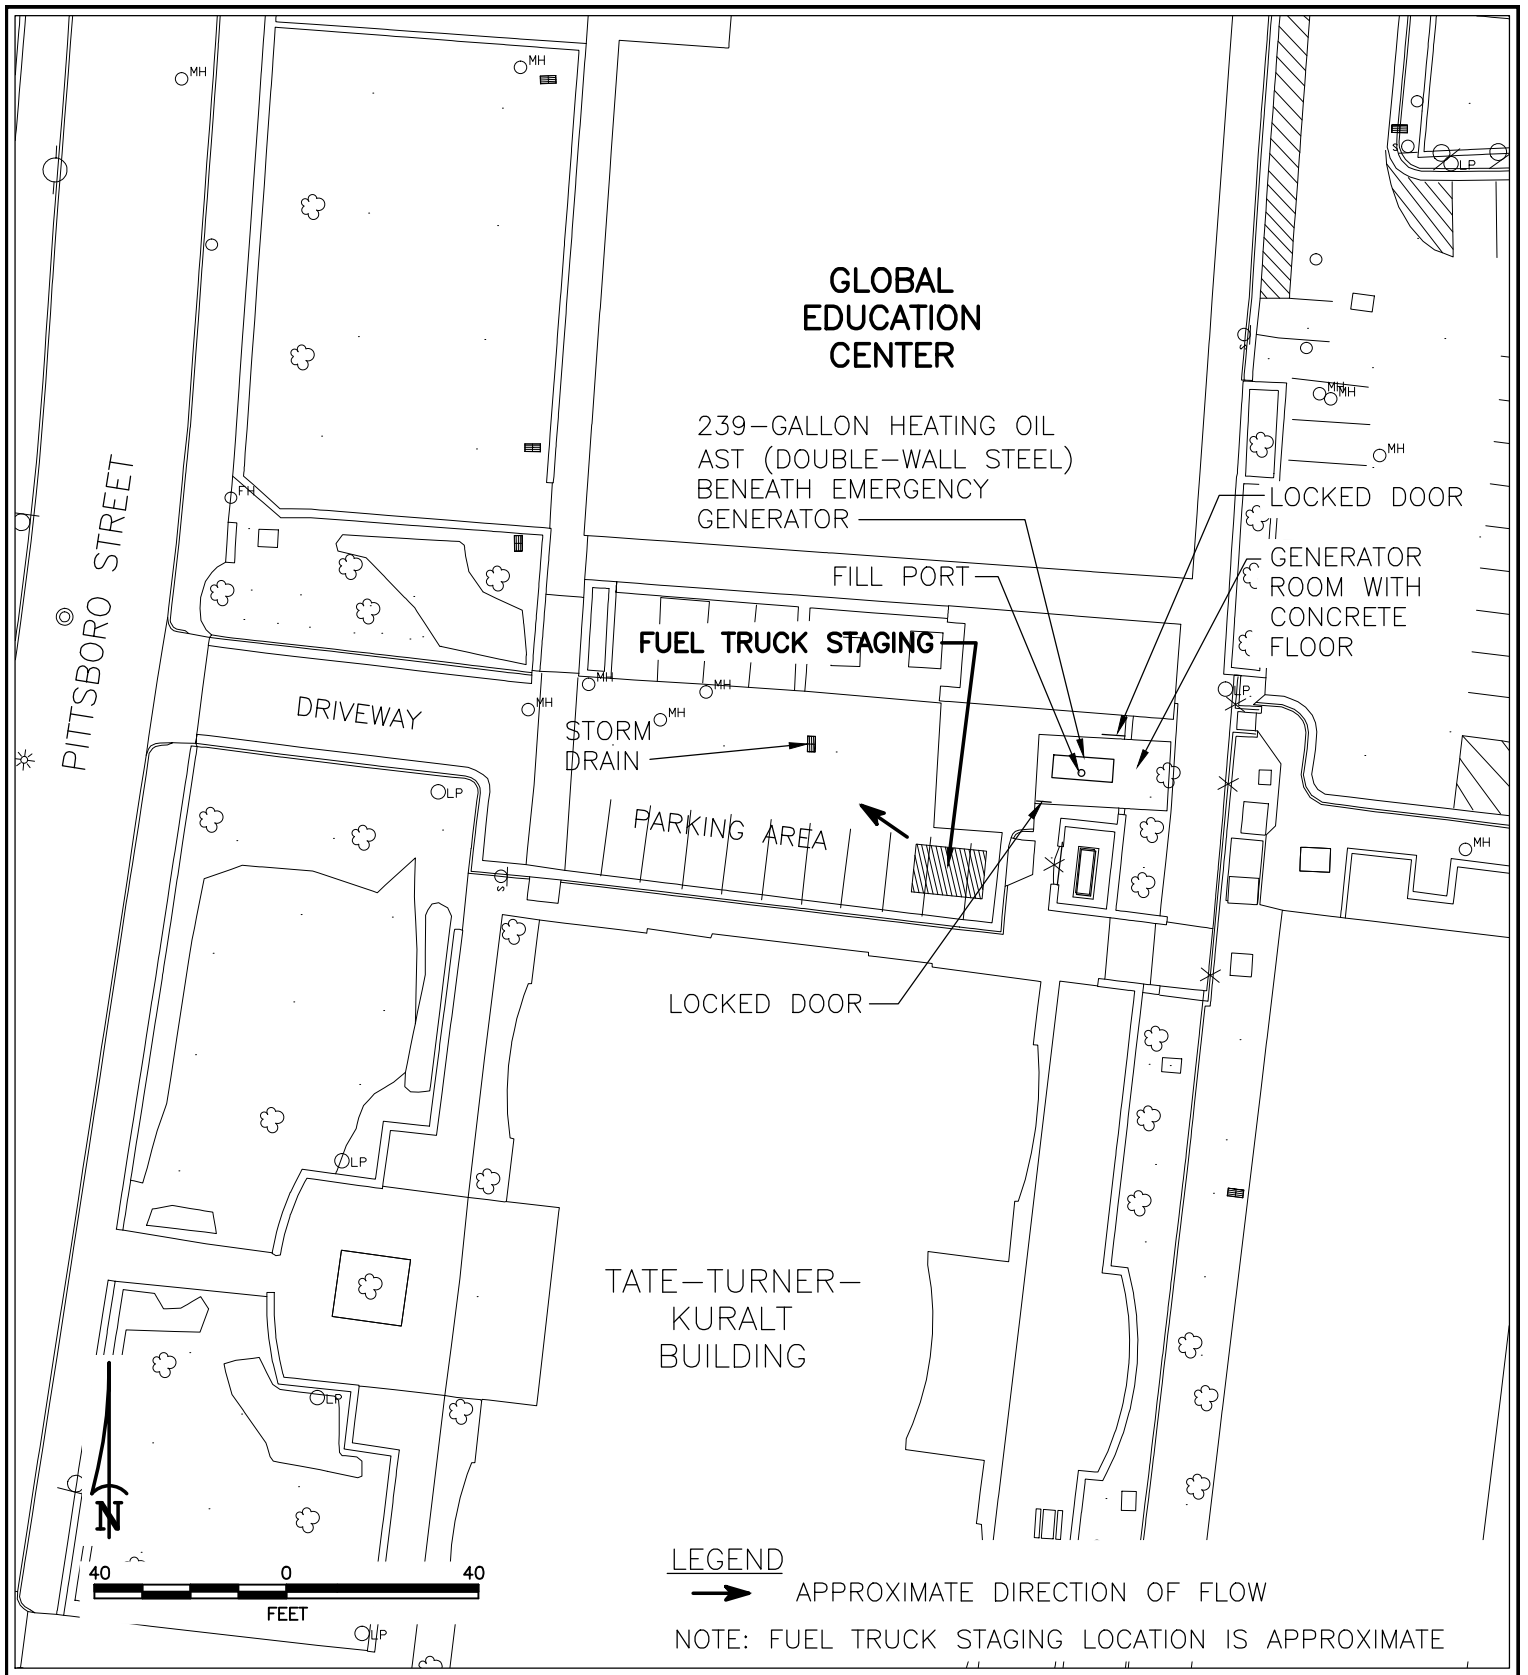 MH
MH
S
LP
GLOBAL
EDUCATION
CENTER
S
MH
MH
239-GALLON HEATING OIL
AST (DOUBLE-WALL STEEL)
BENEATH EMERGENCY
GENERATOR
MH
LOCKED DOOR
FH
PITTSBORO STREET
FILL PORT
GENERATOR
ROOM WITH
CONCRETE
FLOOR
FUEL TRUCK STAGING
MH
MH
LP
DRIVEWAY
MH
MH
STORM
DRAIN
LP
PARKING AREA
MH
S
LOCKED DOOR
LP
TATE-TURNER-
KURALT
BUILDING
LP
N
40 0 40
FEET
LEGEND
APPROXIMATE DIRECTION OF FLOW
LP
NOTE: FUEL TRUCK STAGING LOCATION IS APPROXIMATE